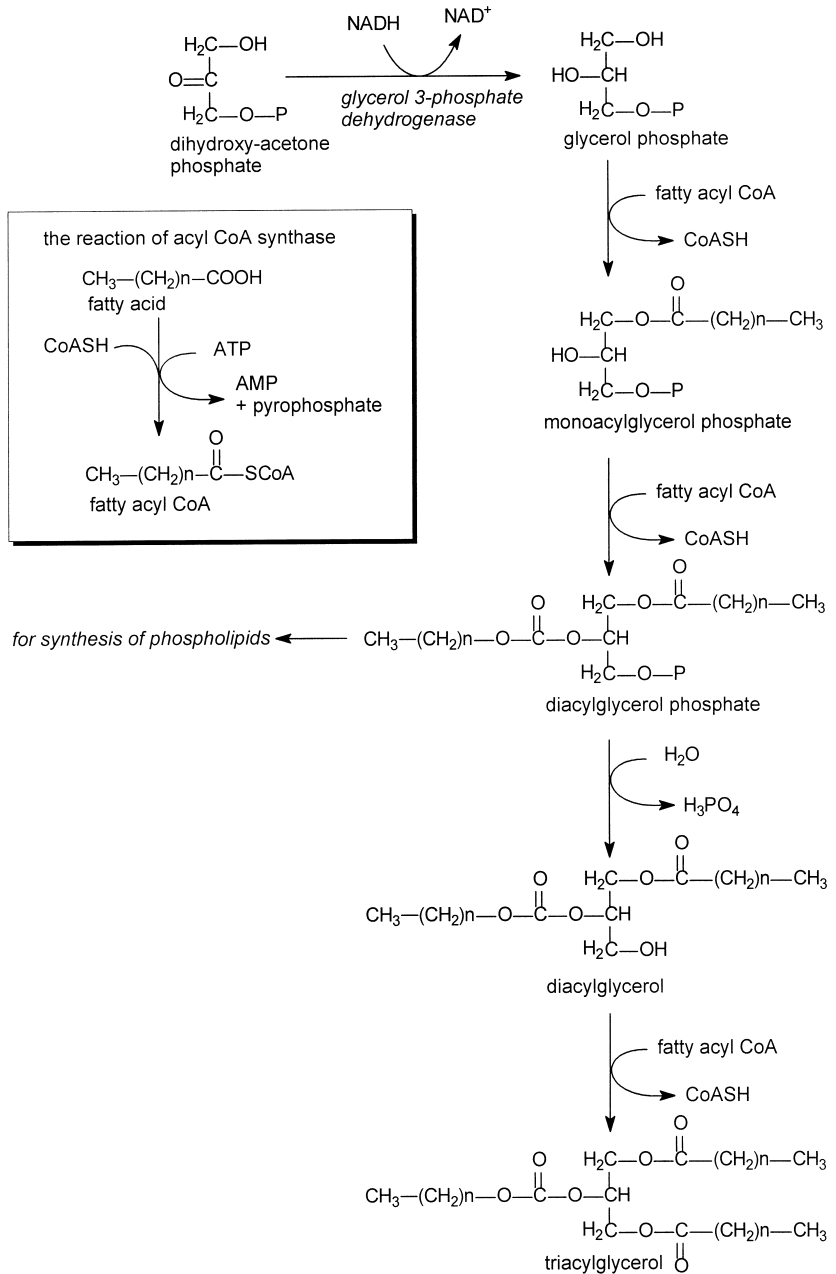 NADH NAD⁺
H₂C—OH
O=C
H₂C—O—P
dihydroxy-acetone
phosphate
glycerol 3-phosphate
dehydrogenase
H₂C—OH
HO—CH
H₂C—O—P
glycerol phosphate
fatty acyl CoA
CoASH
the reaction of acyl CoA synthase
CH₃—(CH₂)n—COOH
fatty acid
CoASH ATP
AMP
+ pyrophosphate
O
CH₃—(CH₂)n—C—SCoA
fatty acyl CoA
O
H₂C—O—C—(CH₂)n—CH₃
HO—CH
H₂C—O—P
monoacylglycerol phosphate
fatty acyl CoA
CoASH
O
H₂C—O—C—(CH₂)n—CH₃
O
for synthesis of phospholipids CH₃—(CH₂)n—O—C—O—CH
H₂C—O—P
diacylglycerol phosphate
H₂O
H₃PO₄
O
H₂C—O—C—(CH₂)n—CH₃
O
CH₃—(CH₂)n—O—C—O—CH
H₂C—OH
diacylglycerol
fatty acyl CoA
CoASH
O
H₂C—O—C—(CH₂)n—CH₃
O
CH₃—(CH₂)n—O—C—O—CH
H₂C—O—C—(CH₂)n—CH₃
O
triacylglycerol